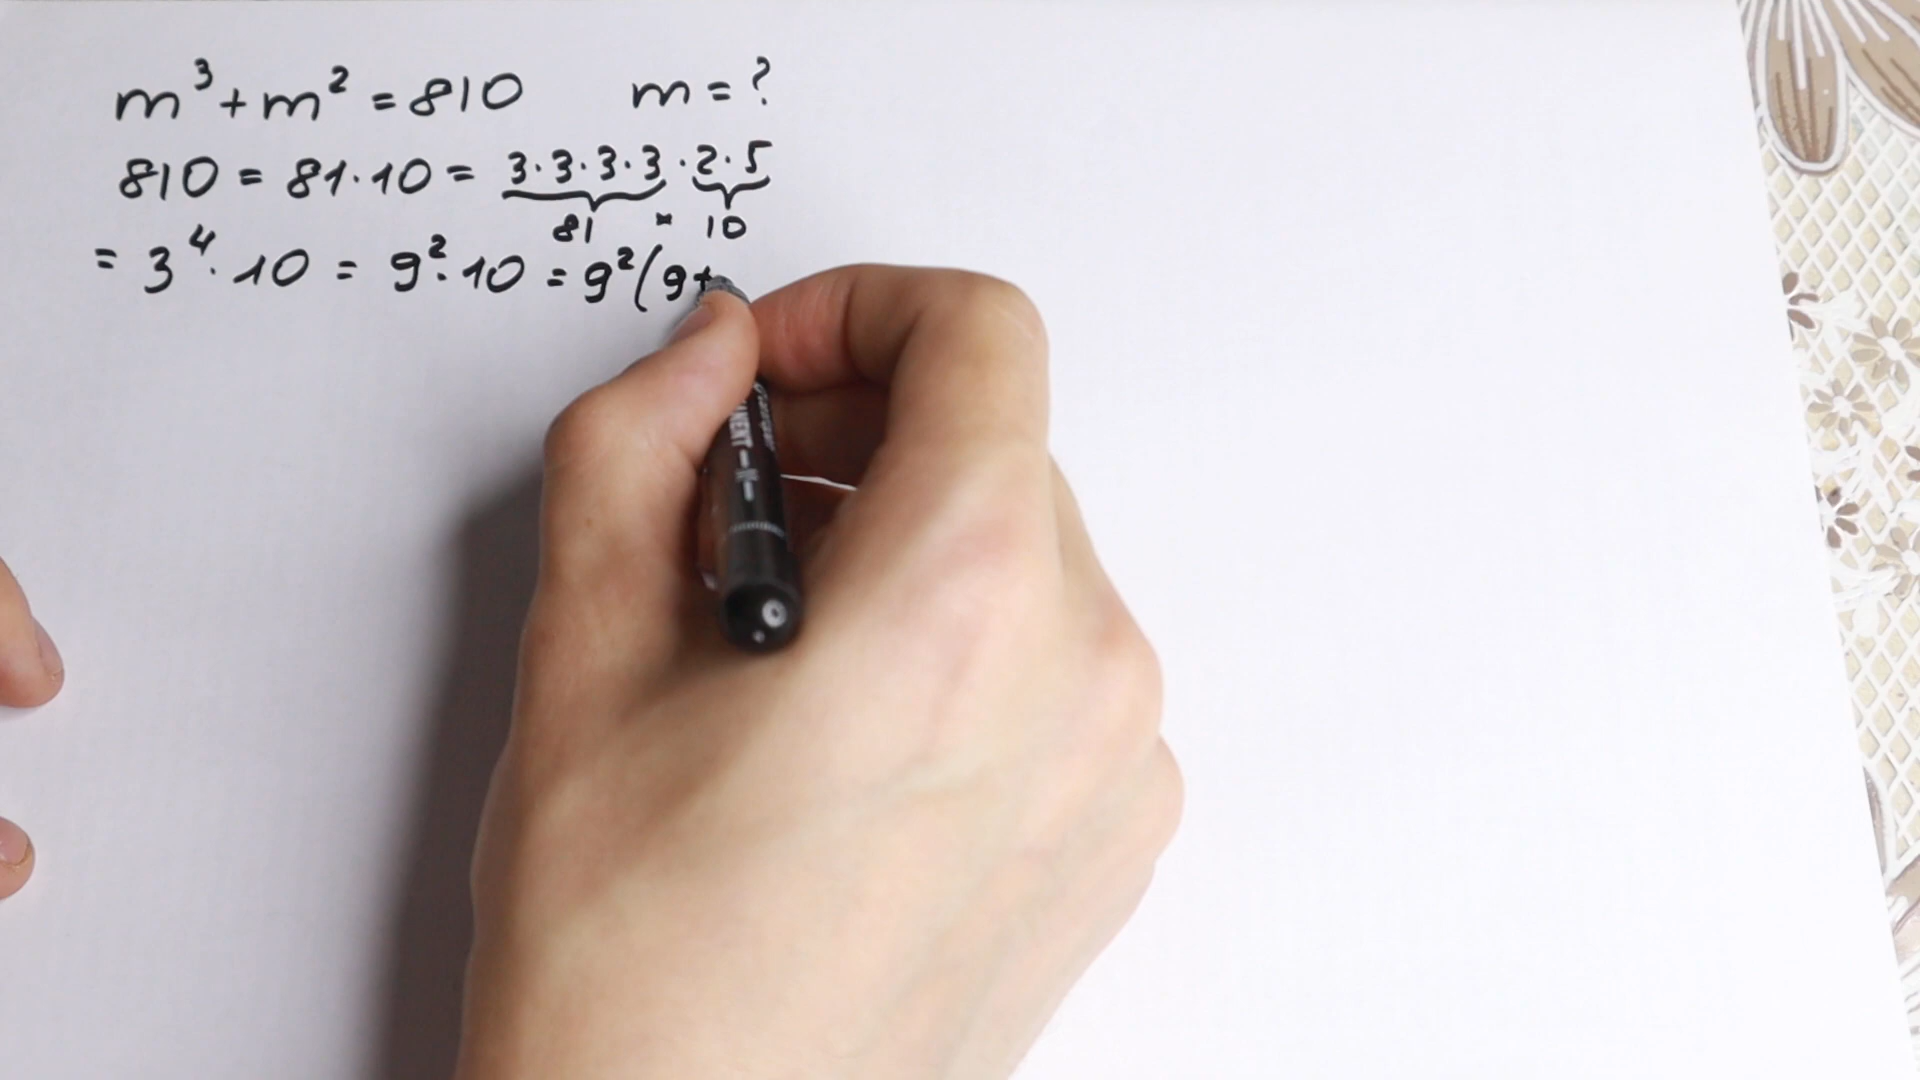 m³ + m² = 810 m = ?
810 = 81 · 10 = 3 · 3 · 3 · 3 · 2 · 5
81 · 10
= 3⁴ · 10 = 9² · 10 = 9² (9+